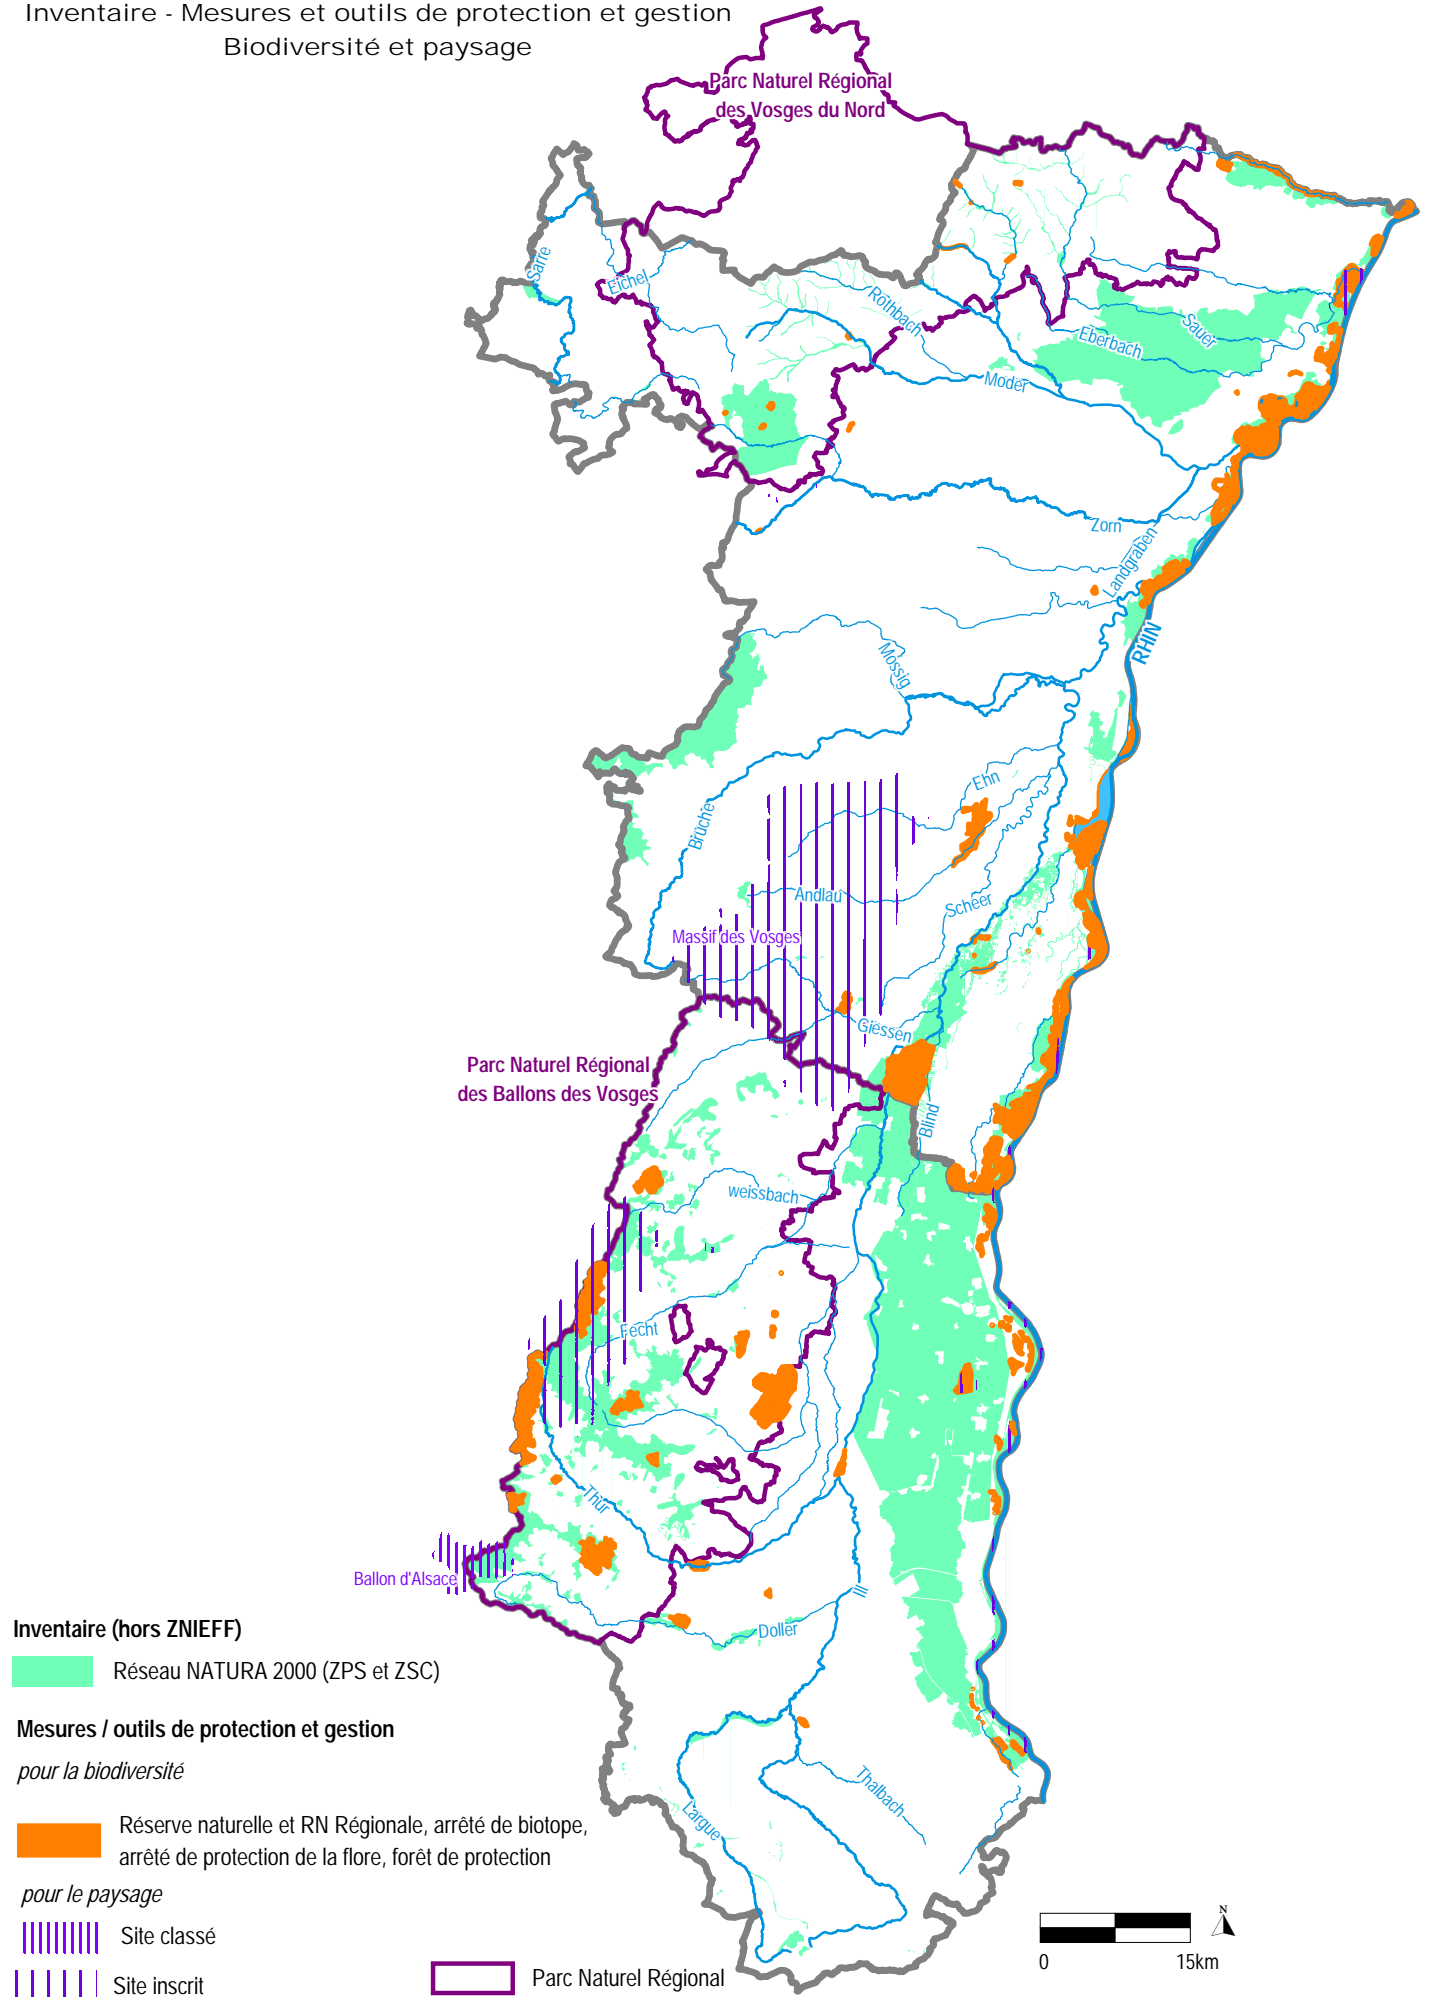 Inventaire - Mesures et outils de protection et gestion
Biodiversité et paysage
Parc Naturel Régional
des Vosges du Nord
Sarre
Eichel
Rothbach
Sauer
Eberbach
Moder
Zorn
Landgraben
RHIN
Mossig
Ehn
Bruche
Andlau
Scheer
Massif des Vosges
Giessen
Parc Naturel Régional
des Ballons des Vosges
Blind
weissbach
Fecht
Thur
Ballon d'Alsace
Ill
Doller
Thalbach
Largue
Inventaire (hors ZNIEFF)
Réseau NATURA 2000 (ZPS et ZSC)
Mesures / outils de protection et gestion
pour la biodiversité
Réserve naturelle et RN Régionale, arrêté de biotope,
arrêté de protection de la flore, forêt de protection
pour le paysage
Site classé
Site inscrit
Parc Naturel Régional
N
0 15km